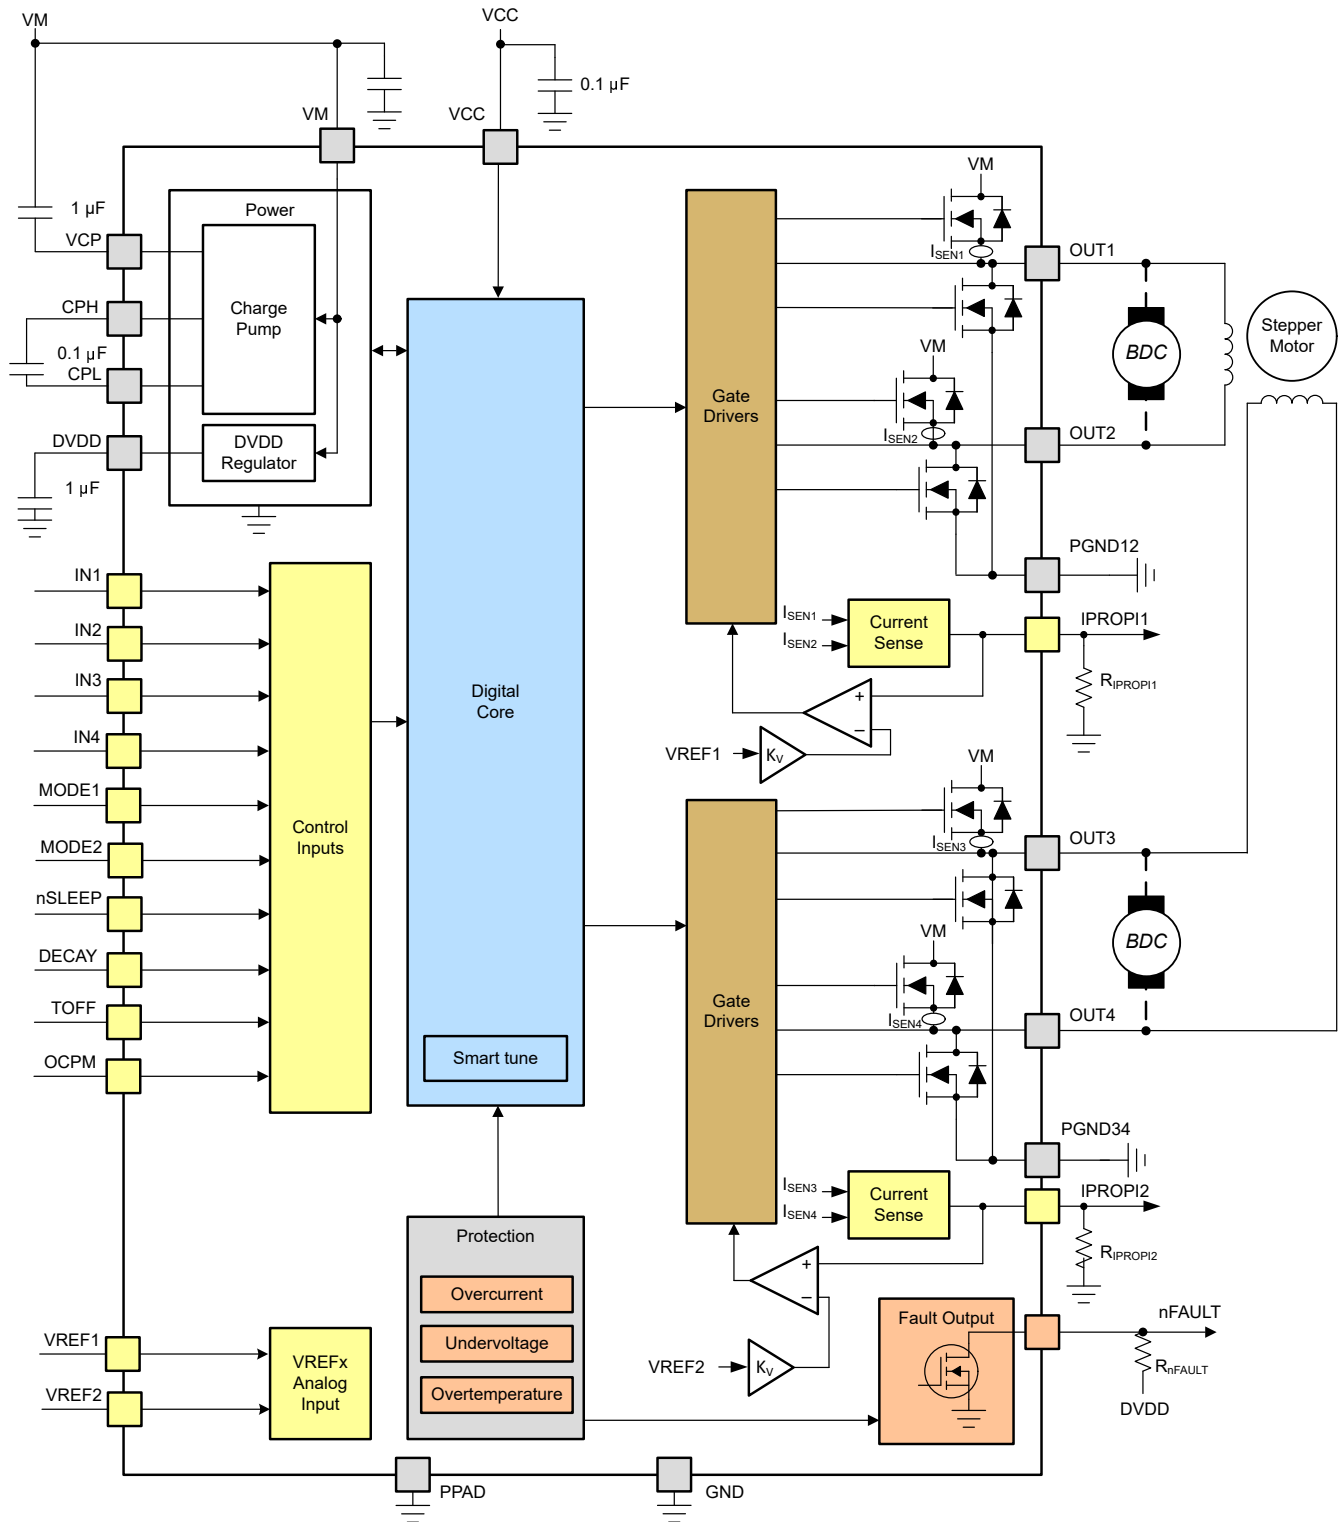 VM
VCC
0.1 µF
VM
VCC
1 µF
VCP
CPH
0.1 µF
CPL
DVDD
1 µF
Power
Charge
Pump
DVDD
Regulator
IN1
IN2
IN3
IN4
MODE1
MODE2
nSLEEP
DECAY
TOFF
OCPM
Control
Inputs
VREF1
VREF2
VREFx
Analog
Input
Digital
Core
Smart tune
Protection
Overcurrent
Undervoltage
Overtemperature
PPAD
GND
Gate
Drivers
VM
ISEN1
VM
ISEN2
OUT1
OUT2
BDC
Stepper
Motor
PGND12
ISEN1
ISEN2
Current
Sense
IPROPI1
RIPROPI1
+
−
VREF1
KV
Gate
Drivers
VM
ISEN3
VM
ISEN4
OUT3
BDC
OUT4
PGND34
ISEN3
ISEN4
Current
Sense
IPROPI2
RIPROPI2
+
−
VREF2
KV
Fault Output
nFAULT
RnFAULT
DVDD